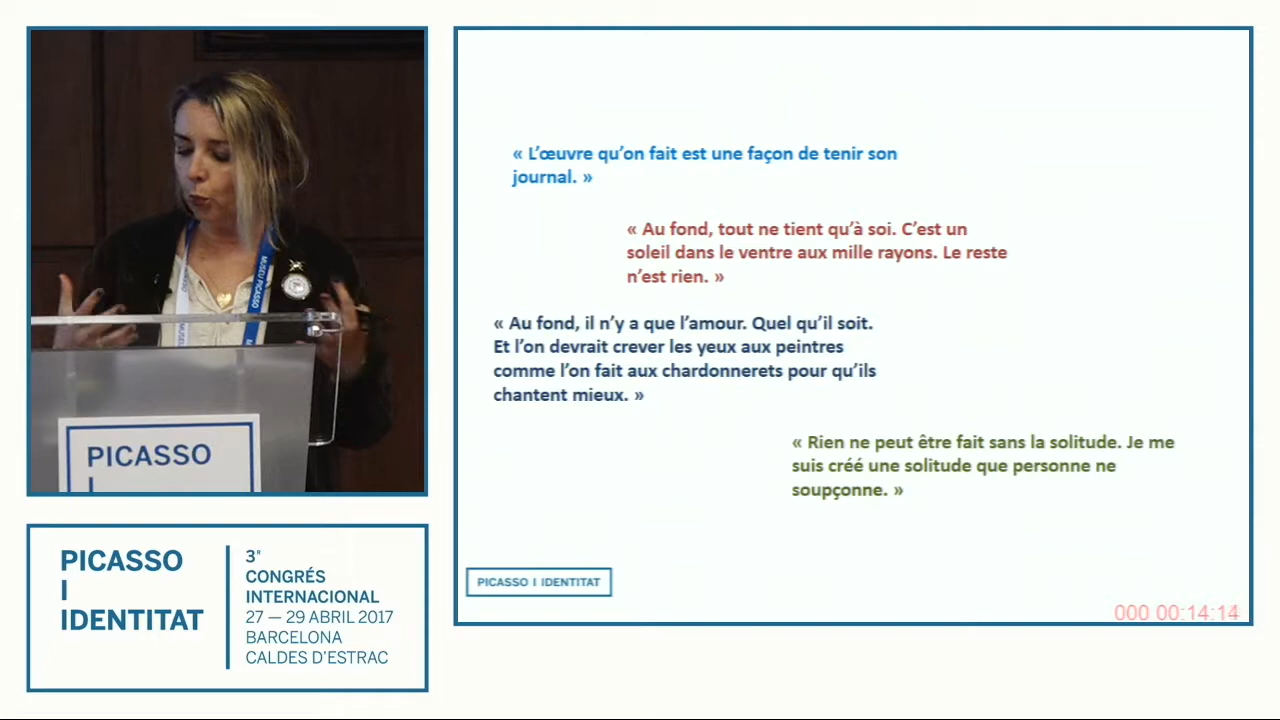 « L’œuvre qu’on fait est une façon de tenir son
journal. »
« Au fond, tout ne tient qu’à soi. C’est un
soleil dans le ventre aux mille rayons. Le reste
n’est rien. »
« Au fond, il n’y a que l’amour. Quel qu’il soit.
Et l’on devrait crever les yeux aux peintres
comme l’on fait aux chardonnerets pour qu’ils
chantent mieux. »
« Rien ne peut être fait sans la solitude. Je me
suis créé une solitude que personne ne
soupçonne. »
PICASSO I IDENTITAT
000 00:14:14
MUSEU PICASSO
PICASSO
I
PICASSO
I
IDENTITAT
3ᵉ
CONGRÉS
INTERNACIONAL
27 — 29 ABRIL 2017
BARCELONA
CALDES D’ESTRAC